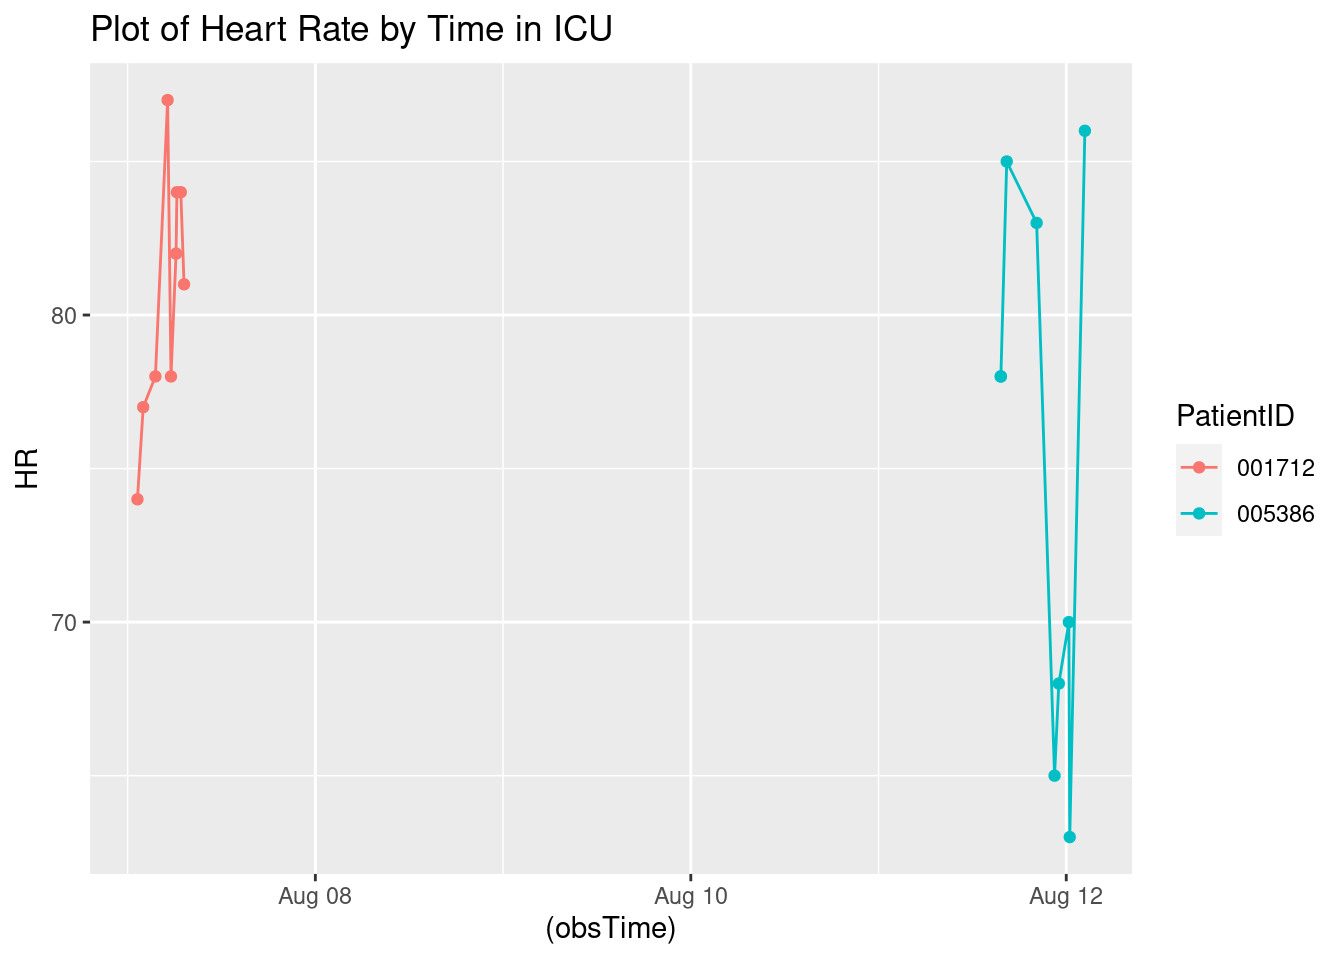 Plot of Heart Rate by Time in ICU
80
70
HR
Aug 08
Aug 10
Aug 12
(obsTime)
PatientID
001712
005386